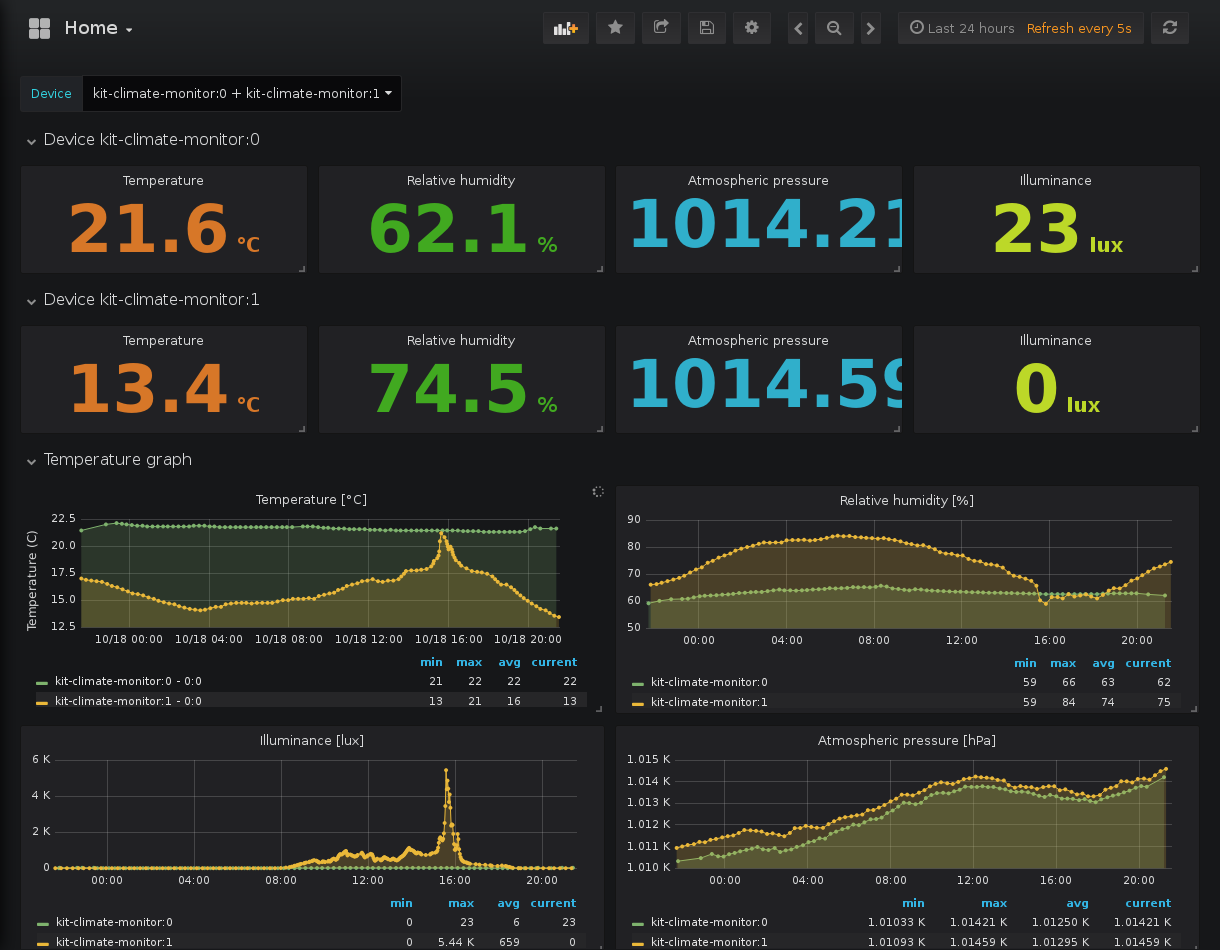 Home
Last 24 hours Refresh every 5s
Device kit-climate-monitor:0 + kit-climate-monitor:1
Device kit-climate-monitor:0
Temperature Relative humidity Atmospheric pressure Illuminance
21.6 °C 62.1 % 1014.21 23 lux
Device kit-climate-monitor:1
Temperature Relative humidity Atmospheric pressure Illuminance
13.4 °C 74.5 % 1014.59 0 lux
Temperature graph
Temperature [°C]
Temperature (C)
22.5
20.0
17.5
15.0
12.5
10/18 00:00 10/18 04:00 10/18 08:00 10/18 12:00 10/18 16:00 10/18 20:00
min max avg current
kit-climate-monitor:0 - 0:0 21 22 22 22
kit-climate-monitor:1 - 0:0 13 21 16 13
Relative humidity [%]
90
80
70
60
50
00:00 04:00 08:00 12:00 16:00 20:00
min max avg current
kit-climate-monitor:0 59 66 63 62
kit-climate-monitor:1 59 84 74 75
Illuminance [lux]
6 K
4 K
2 K
0
00:00 04:00 08:00 12:00 16:00 20:00
min max avg current
kit-climate-monitor:0 0 23 6 23
kit-climate-monitor:1 0 5.44 K 659 0
Atmospheric pressure [hPa]
1.015 K
1.014 K
1.013 K
1.012 K
1.011 K
1.010 K
00:00 04:00 08:00 12:00 16:00 20:00
min max avg current
kit-climate-monitor:0 1.01033 K 1.01421 K 1.01250 K 1.01421 K
kit-climate-monitor:1 1.01093 K 1.01459 K 1.01295 K 1.01459 K